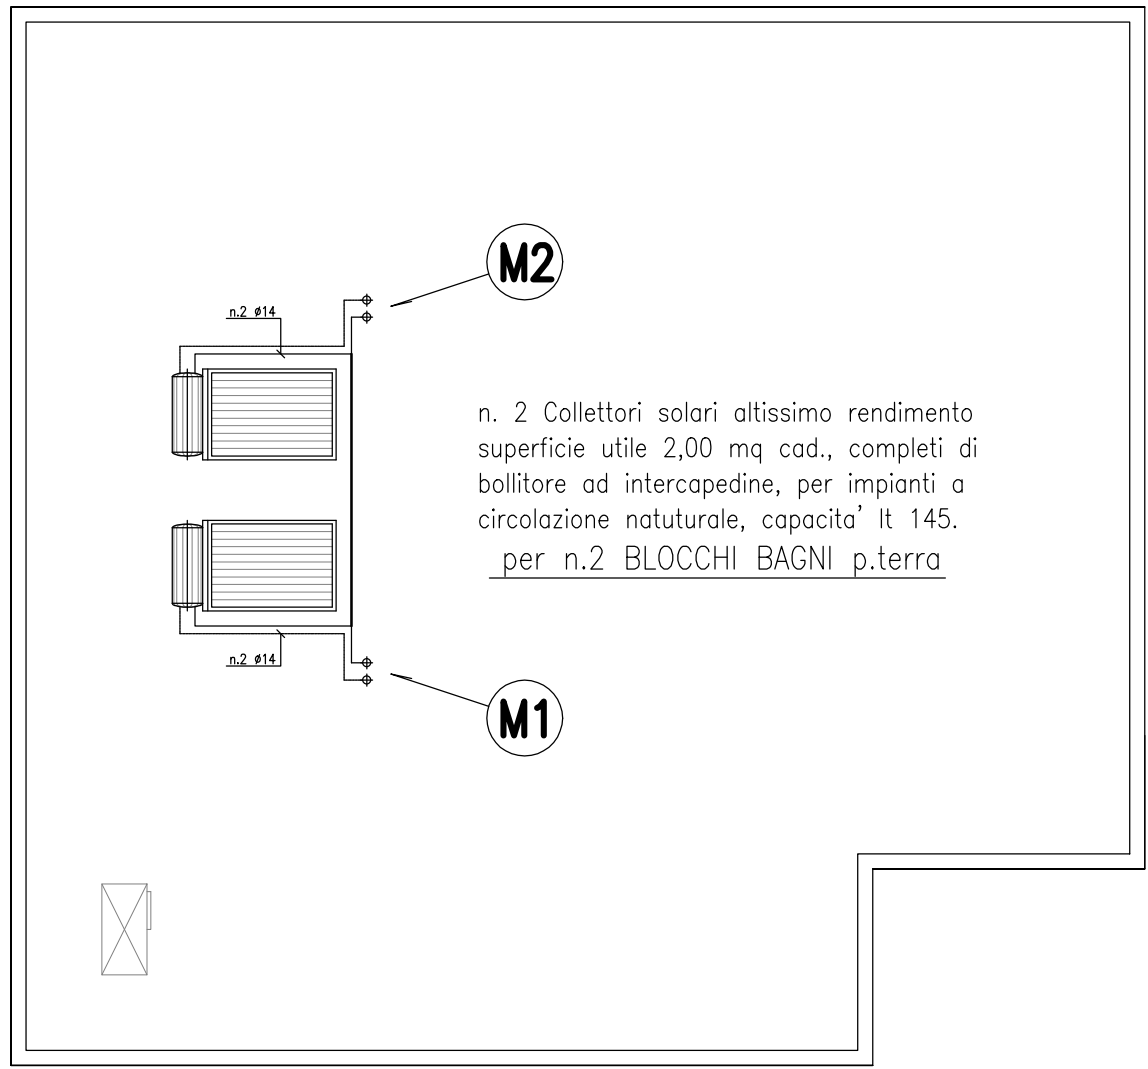 M2
n.2 ø14
n. 2 Collettori solari altissimo rendimento
superficie utile 2,00 mq cad., completi di
bollitore ad intercapedine, per impianti a
circolazione natuturale, capacita' lt 145.
per n.2 BLOCCHI BAGNI p.terra
n.2 ø14
M1